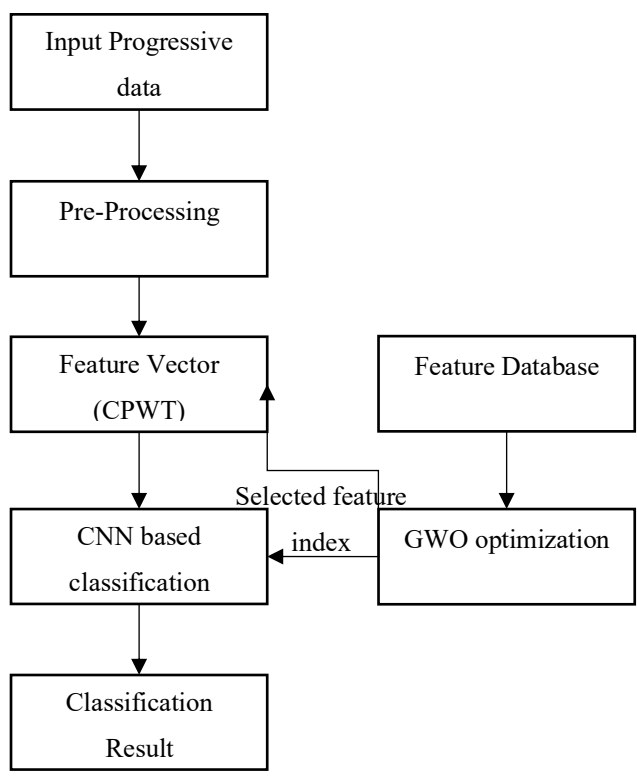 Input Progressive
data
Pre-Processing
Feature Vector
(CPWT)
Feature Database
Selected feature
index
CNN based
classification
GWO optimization
Classification
Result